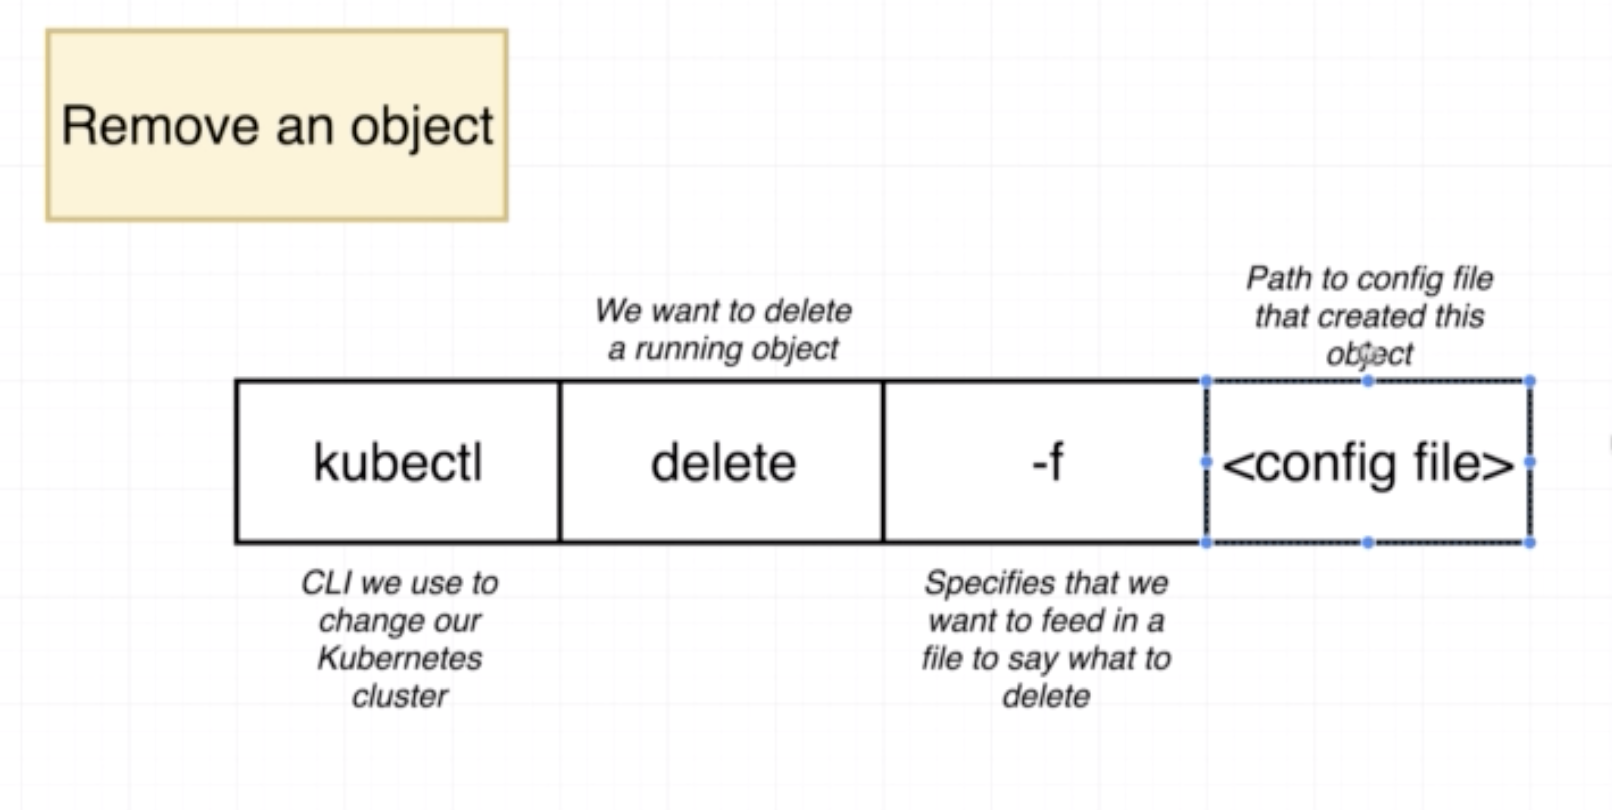 Remove an object
We want to delete
a running object
Path to config file
that created this
object
kubectl
delete
-f
<config file>
CLI we use to
change our
Kubernetes
cluster
Specifies that we
want to feed in a
file to say what to
delete